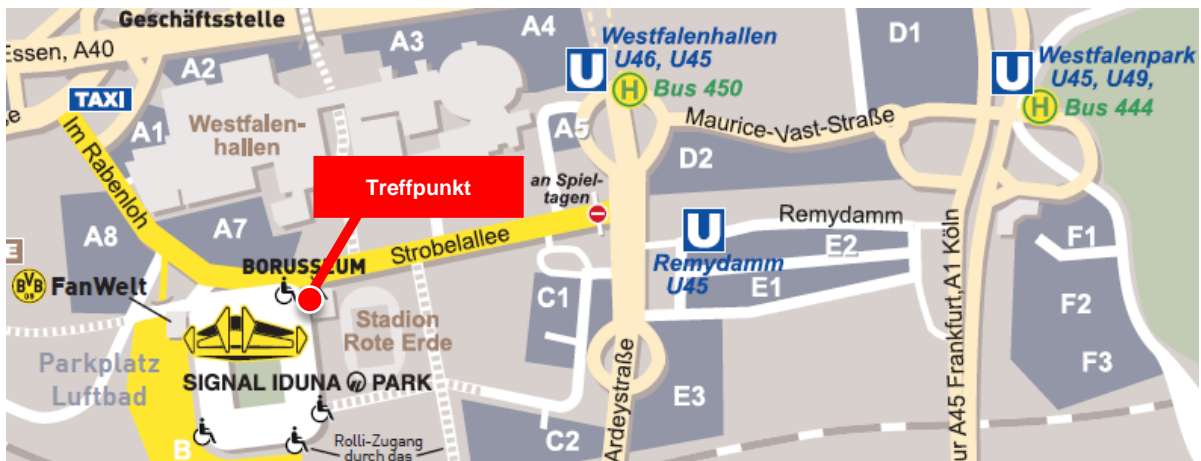 Geschäftsstelle
Essen, A40
A2
A3
A4
D1
TAXI
A1
Westfalen-
hallen
Im Rabenloh
U
Westfalenhallen
U46, U45
H Bus 450
U
Westfalenpark
U45, U49,
H Bus 444
Maurice-Vast-Straße
A5
D2
Treffpunkt
an Spiel-
tagen
A8
A7
Strobelallee
BORUSSEUM
BVB
09
FanWelt
U
Remydamm
U45
Remydamm
E2
E1
F1
F2
F3
C1
Stadion
Rote Erde
Parkplatz
Luftbad
SIGNAL IDUNA PARK
E3
C2
B
Ardeystraße
ur A45 Frankfurt,A1 Köln
Rolli-Zugang
durch das